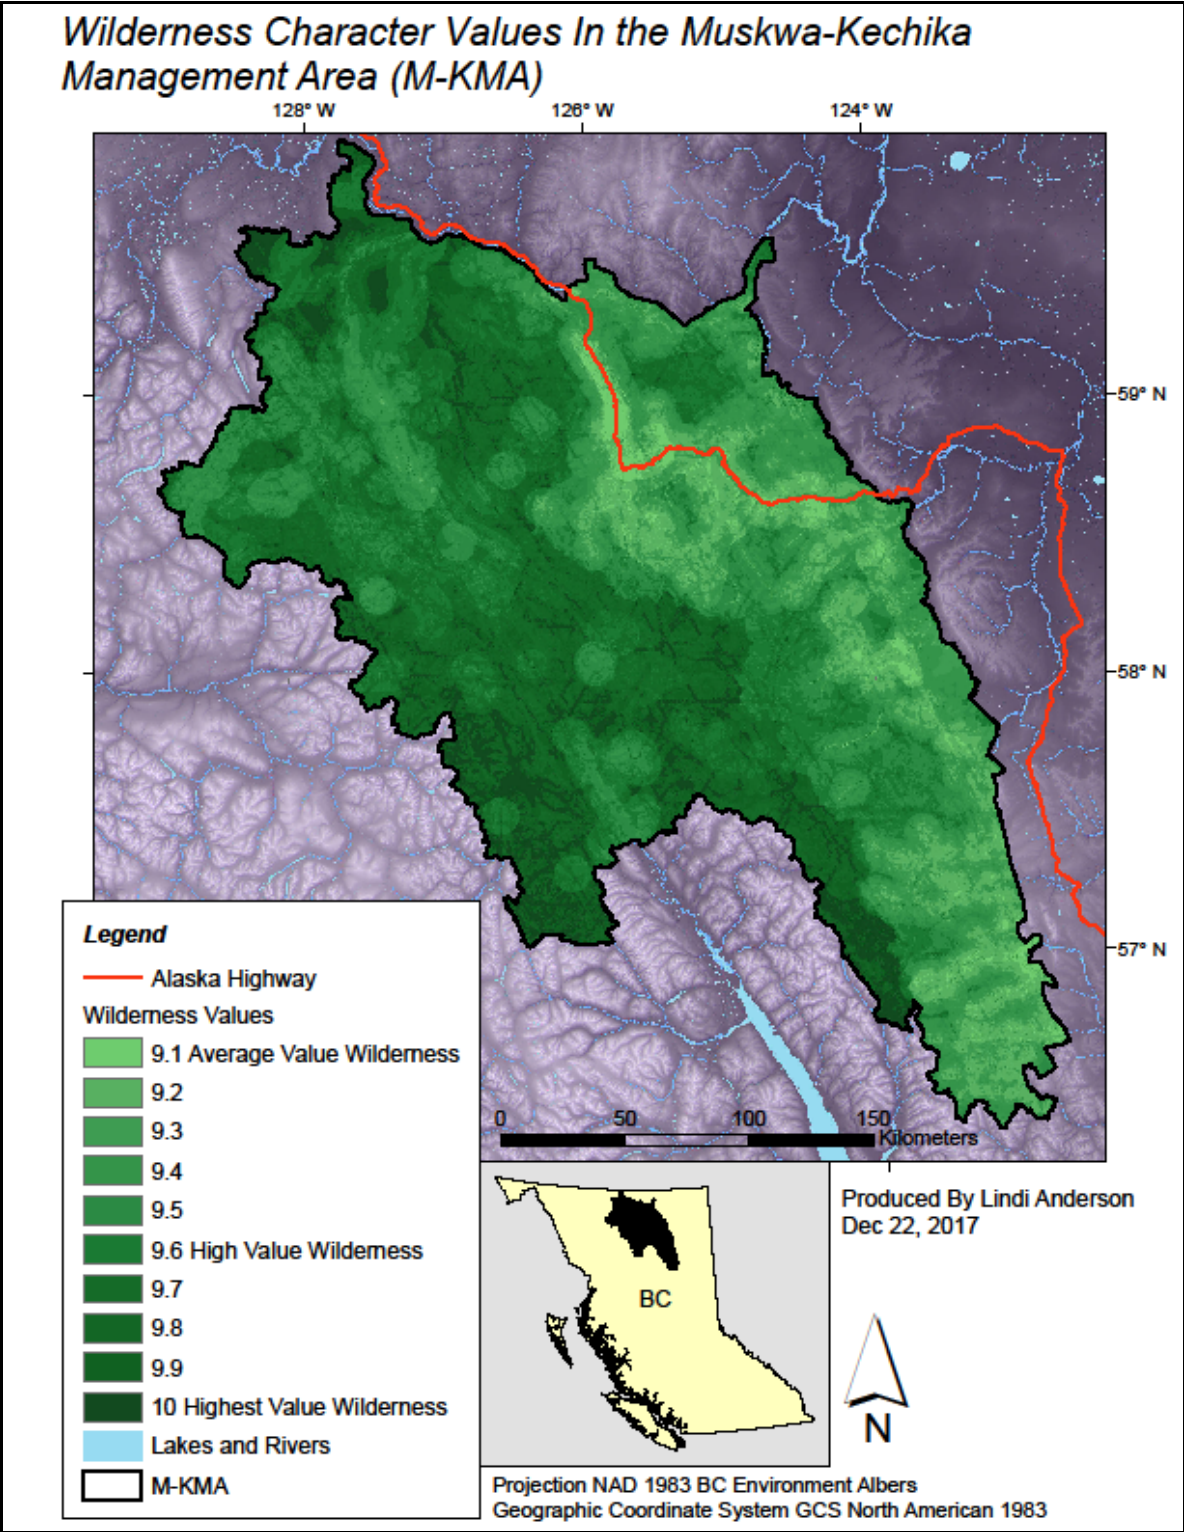 Wilderness Character Values In the Muskwa-Kechika
Management Area (M-KMA)
128° W
126° W
124° W
59° N
58° N
57° N
Legend
Alaska Highway
Wilderness Values
9.1 Average Value Wilderness
9.2
9.3
9.4
9.5
9.6 High Value Wilderness
9.7
9.8
9.9
10 Highest Value Wilderness
Lakes and Rivers
M-KMA
0 50 100 150
Kilometers
BC
Produced By Lindi Anderson
Dec 22, 2017
N
Projection NAD 1983 BC Environment Albers
Geographic Coordinate System GCS North American 1983